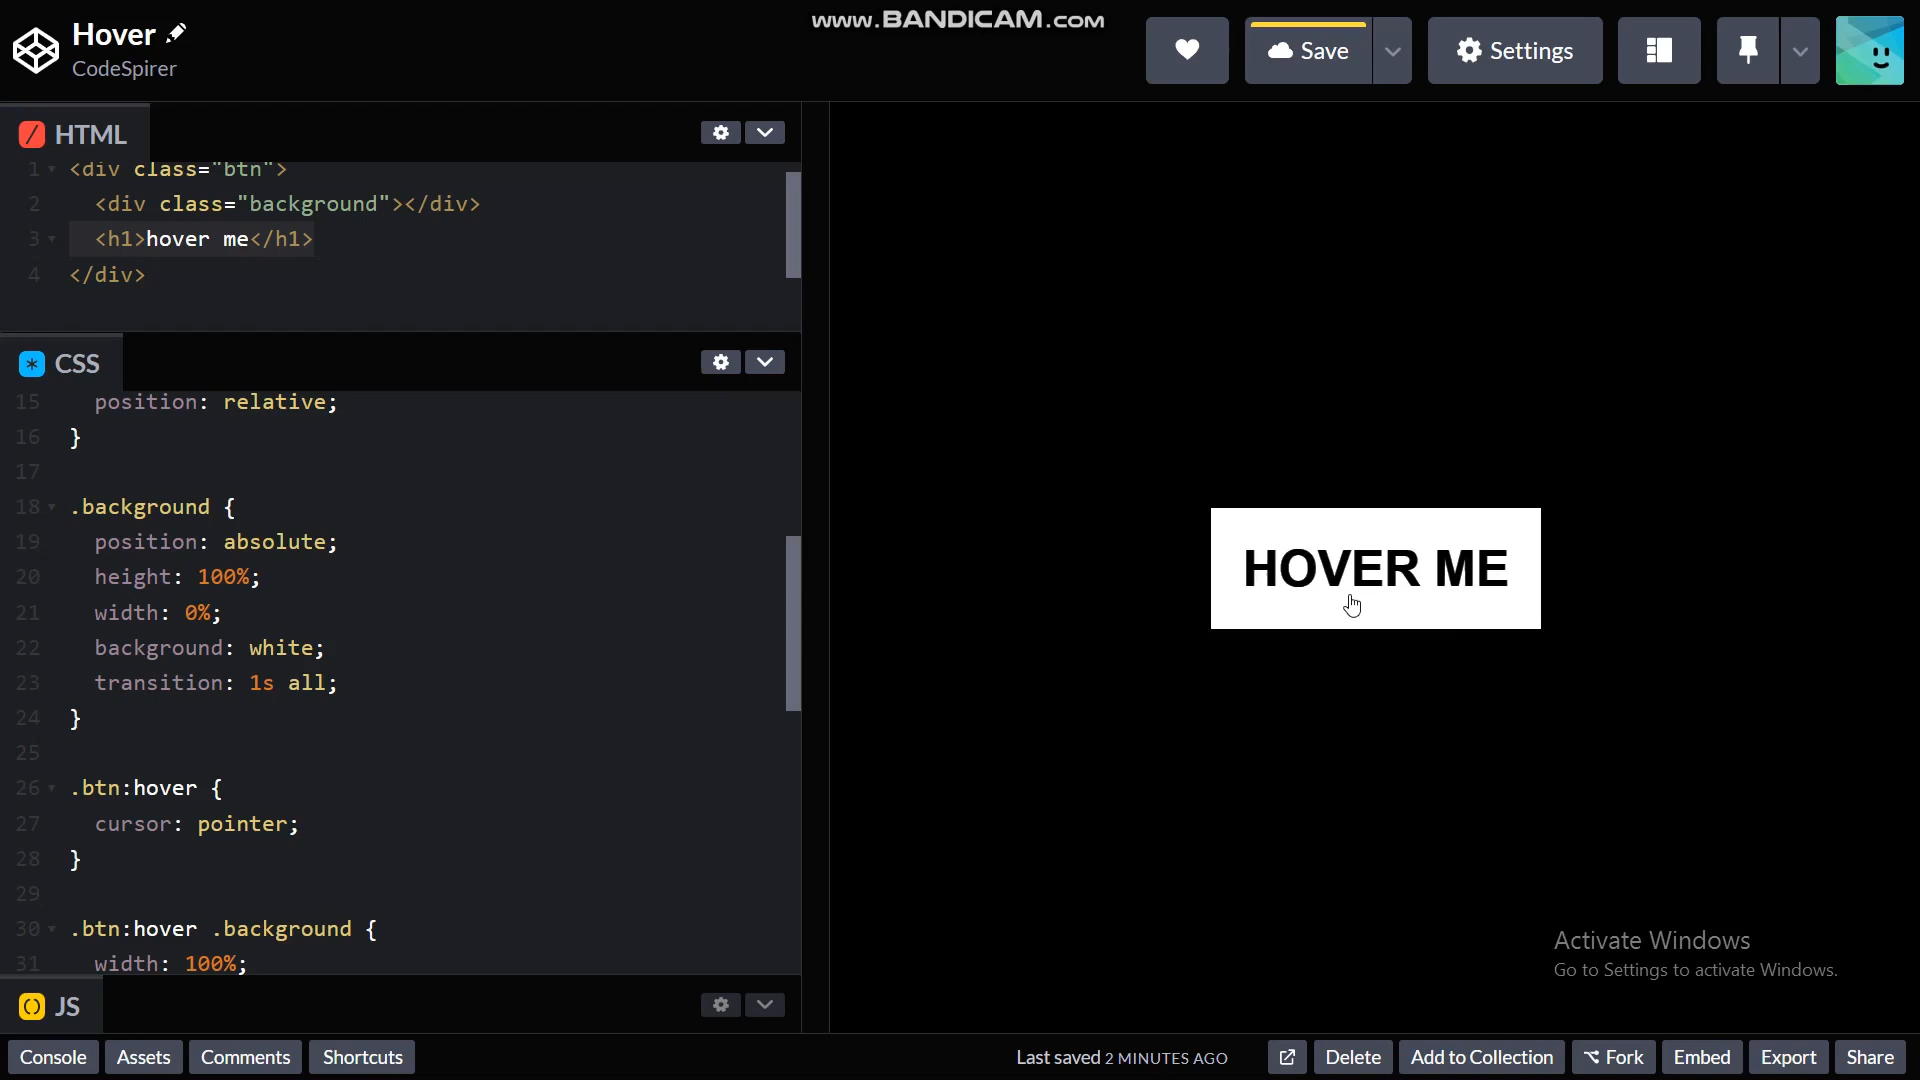 www.BANDICAM.com
Hover
CodeSpirer
Save
Settings
HTML
1 <div class="btn">
2 <div class="background"></div>
3 <h1>hover me</h1>
4 </div>
CSS
15 position: relative;
16 }
17
18 .background {
19 position: absolute;
20 height: 100%;
21 width: 0%;
22 background: white;
23 transition: 1s all;
24 }
25
26 .btn:hover {
27 cursor: pointer;
28 }
29
30 .btn:hover .background {
31 width: 100%;
JS
HOVER ME
Activate Windows
Go to Settings to activate Windows.
Console Assets Comments Shortcuts Last saved 2 MINUTES AGO Delete Add to Collection Fork Embed Export Share